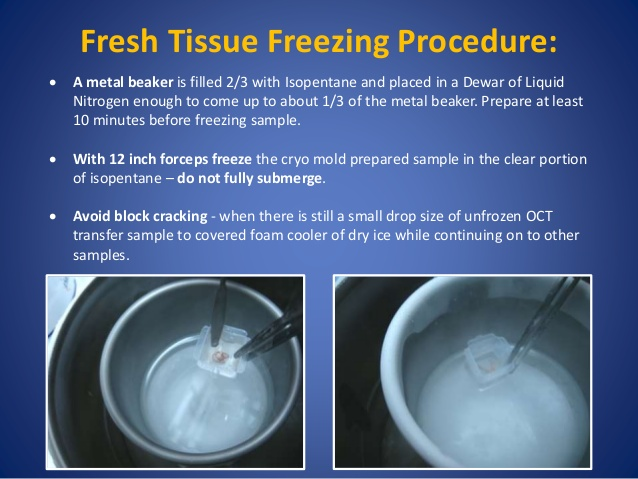 Fresh Tissue Freezing Procedure:
• A metal beaker is filled 2/3 with Isopentane and placed in a Dewar of Liquid
Nitrogen enough to come up to about 1/3 of the metal beaker. Prepare at least
10 minutes before freezing sample.
• With 12 inch forceps freeze the cryo mold prepared sample in the clear portion
of isopentane – do not fully submerge.
• Avoid block cracking - when there is still a small drop size of unfrozen OCT
transfer sample to covered foam cooler of dry ice while continuing on to other
samples.